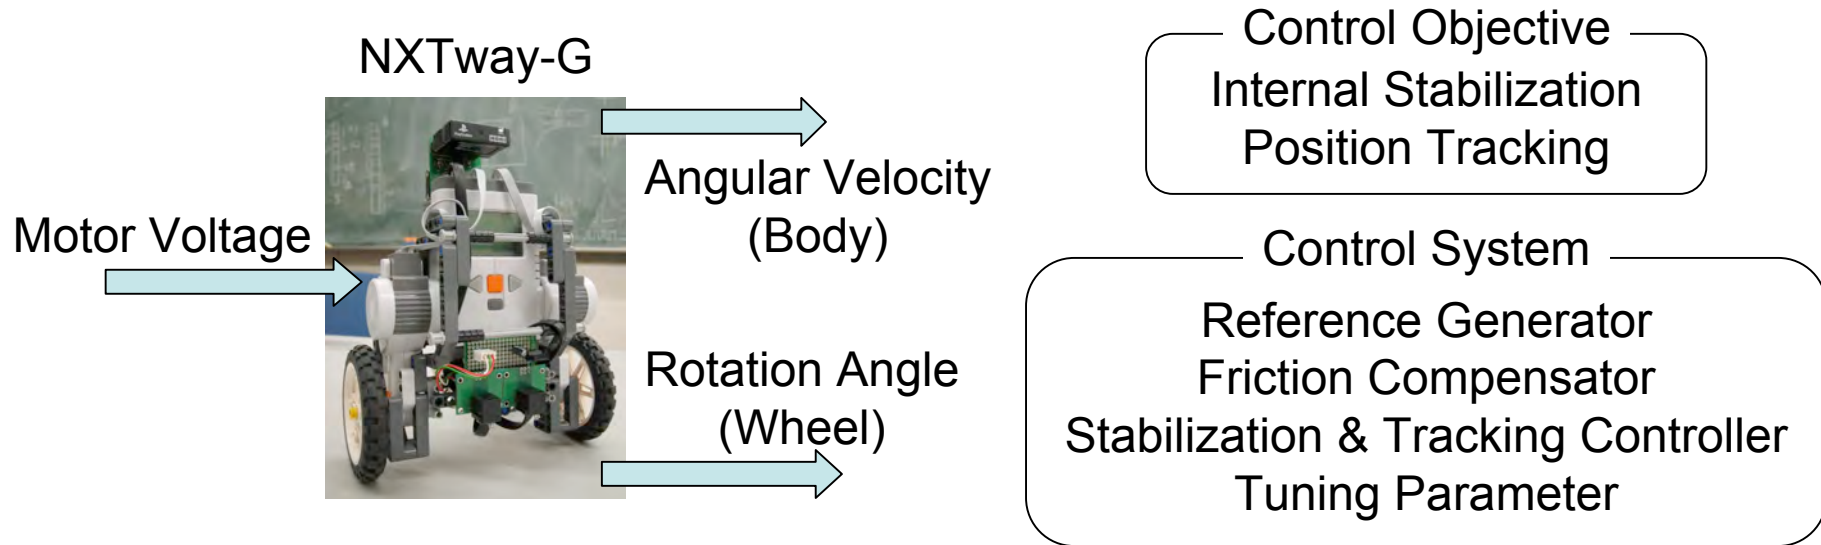 NXTway-G
Motor Voltage
Angular Velocity
(Body)
Rotation Angle
(Wheel)
Control Objective
Internal Stabilization
Position Tracking
Control System
Reference Generator
Friction Compensator
Stabilization & Tracking Controller
Tuning Parameter